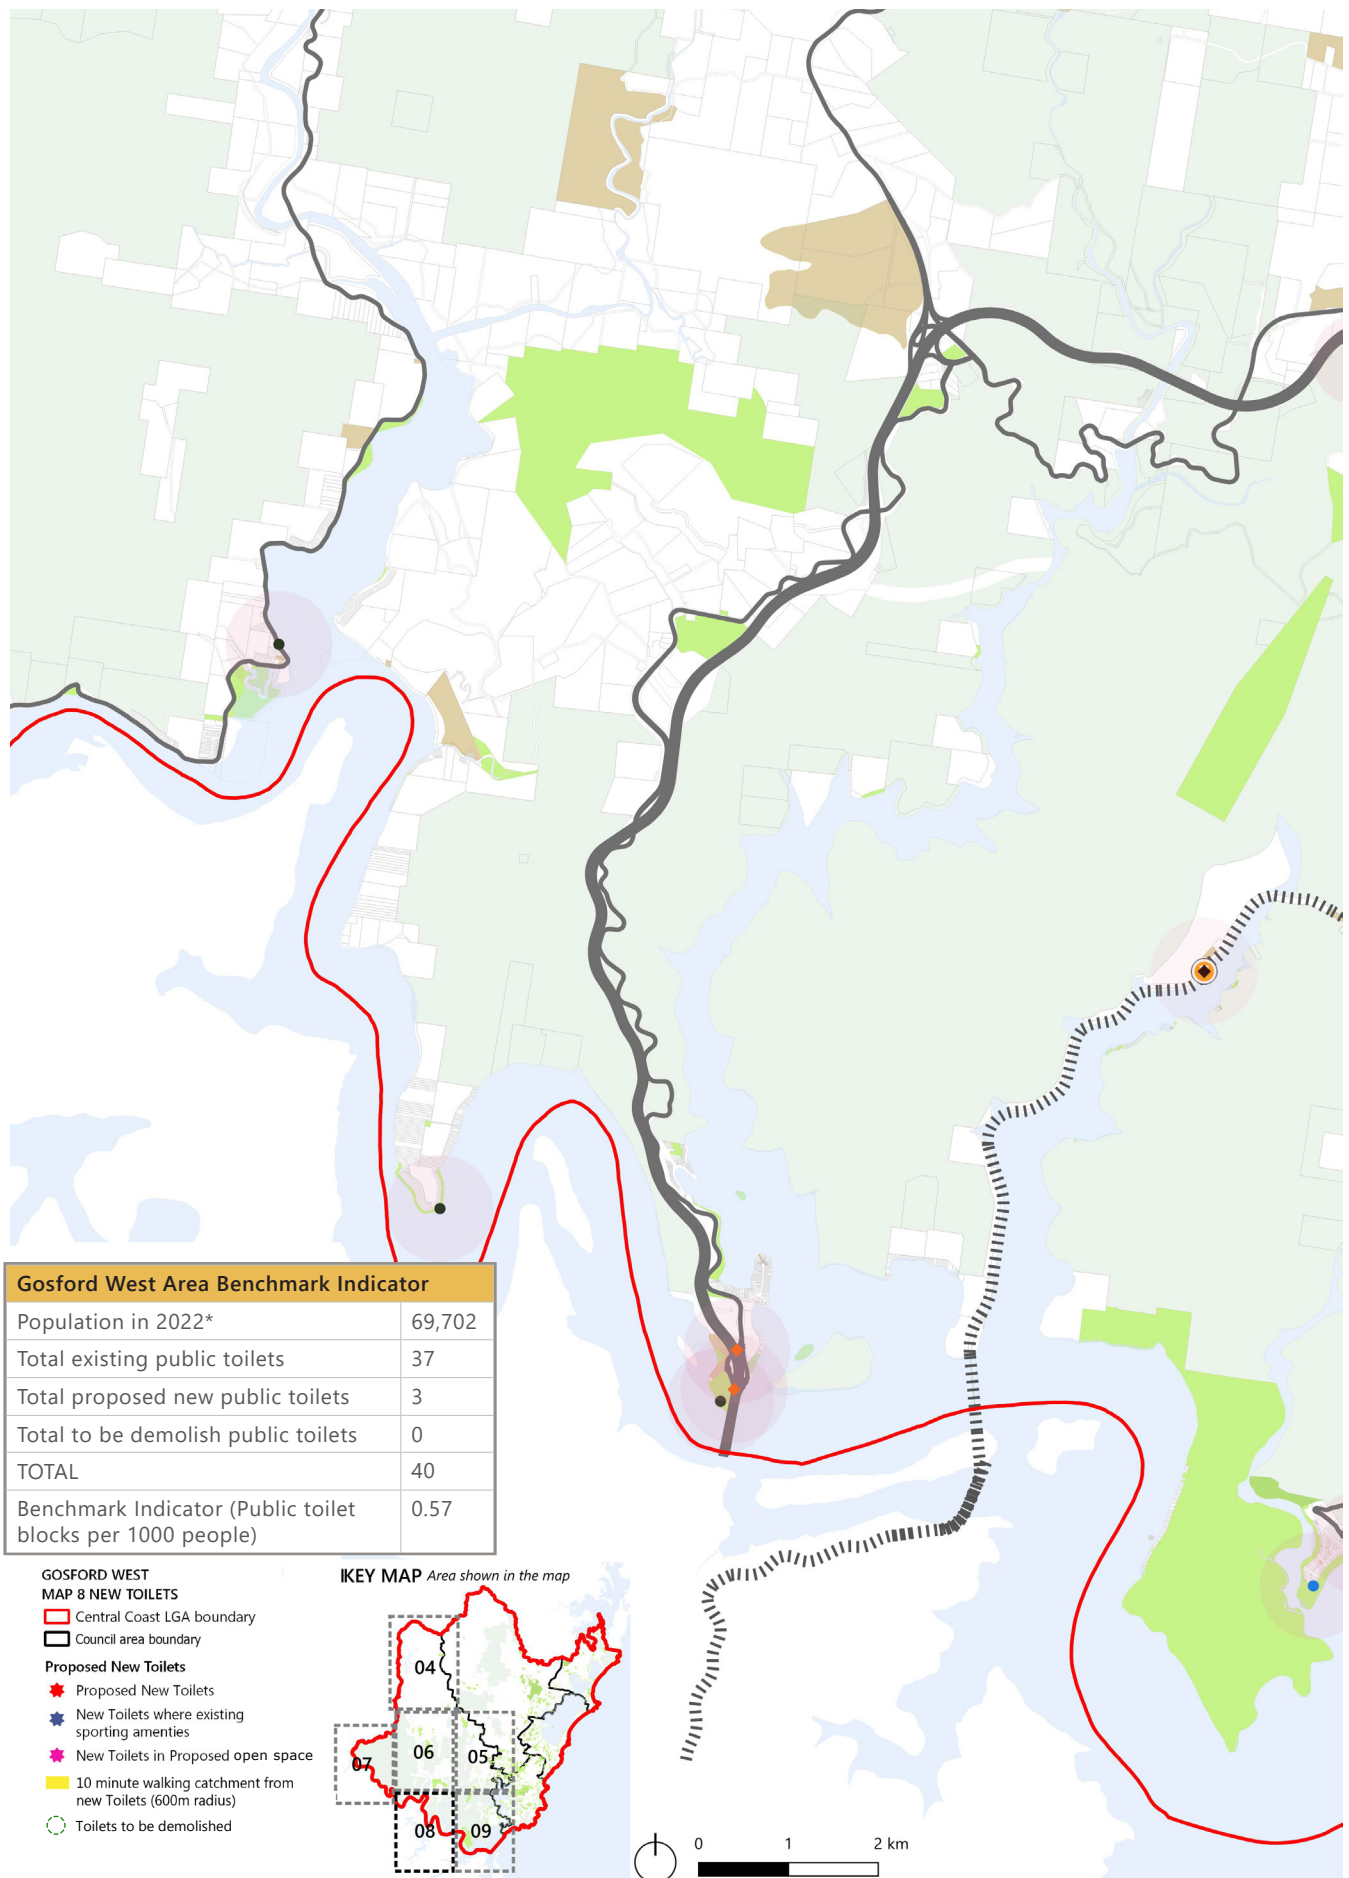 Gosford West Area Benchmark Indicator
Population in 2022* 69,702
Total existing public toilets 37
Total proposed new public toilets 3
Total to be demolish public toilets 0
TOTAL 40
Benchmark Indicator (Public toilet 0.57
blocks per 1000 people)
GOSFORD WEST
MAP 8 NEW TOILETS
Central Coast LGA boundary
Council area boundary
Proposed New Toilets
Proposed New Toilets
New Toilets where existing
sporting amenties
New Toilets in Proposed open space
10 minute walking catchment from
new Toilets (600m radius)
Toilets to be demolished
KEY MAP Area shown in the map
04
06
05
07
08
09
0 1 2 km